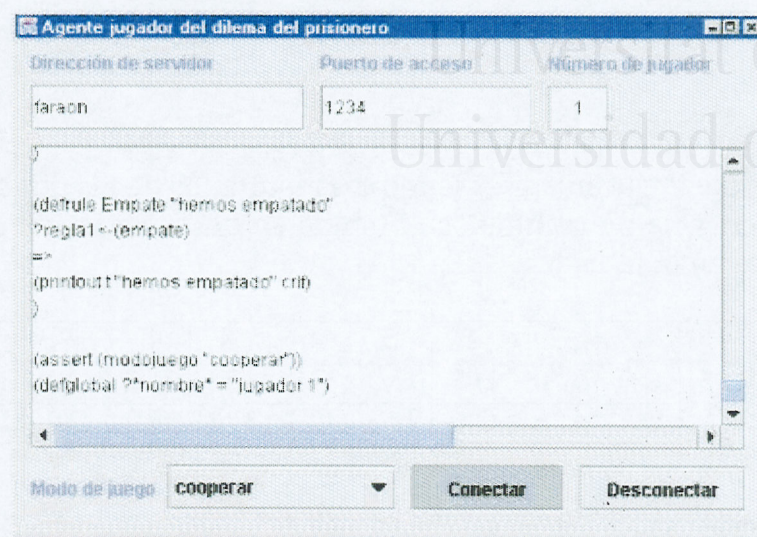 Agente jugador del dilema del prisionero
Dirección de servidor Puerto de acceso Número de jugador
faraon 1234 1
)
(defrule Empate "hemos empatado"
?regla1<-(empate)
=>
(printout t "hemos empatado" crlf)
)
(assert (modojuego "cooperar"))
(defglobal ?*nombre* = "jugador 1")
Modo de juego cooperar Conectar Desconectar
Universitat
Universidad